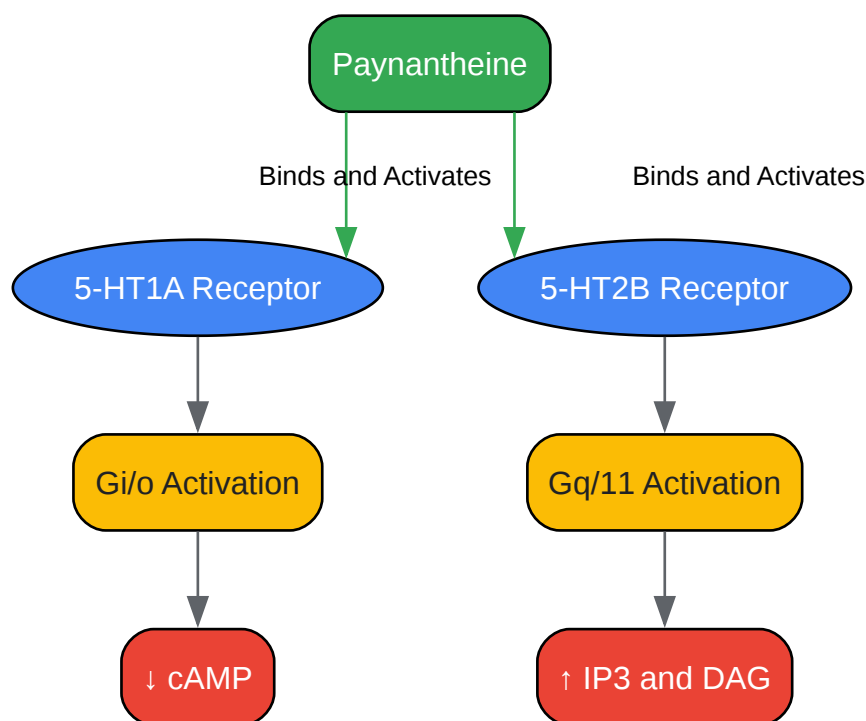 Paynantheine
Binds and Activates
Binds and Activates
5-HT1A Receptor
5-HT2B Receptor
Gi/o Activation
Gq/11 Activation
↓ cAMP
↑ IP3 and DAG